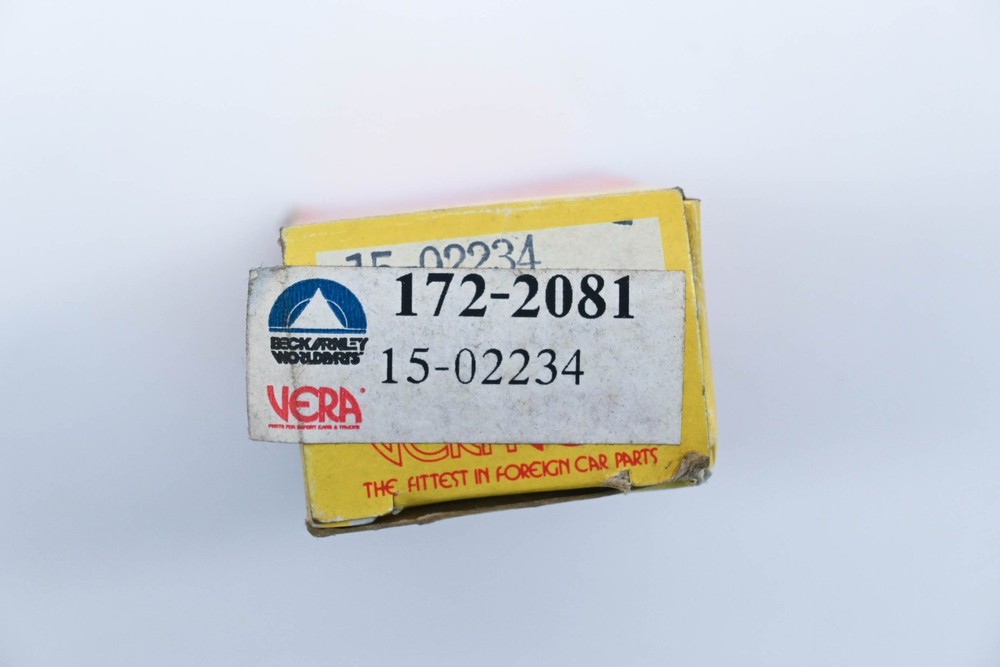 15-02234
172-2081
BECK/ARNLEY
WORLDPARTS
15-02234
VERA
PARTS FOR IMPORT CARS & TRUCKS
THE FITTEST IN FOREIGN CAR PARTS